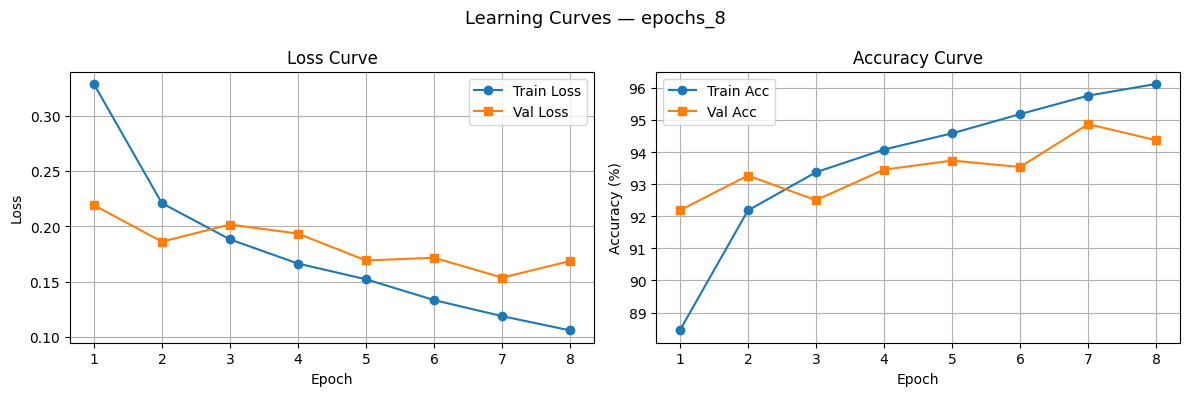 Learning Curves — epochs_8
Loss Curve
Train Loss
Val Loss
0.30
0.25
0.20
0.15
0.10
Loss
1 2 3 4 5 6 7 8
Epoch
Accuracy Curve
Train Acc
Val Acc
96
95
94
93
92
91
90
89
Accuracy (%)
1 2 3 4 5 6 7 8
Epoch